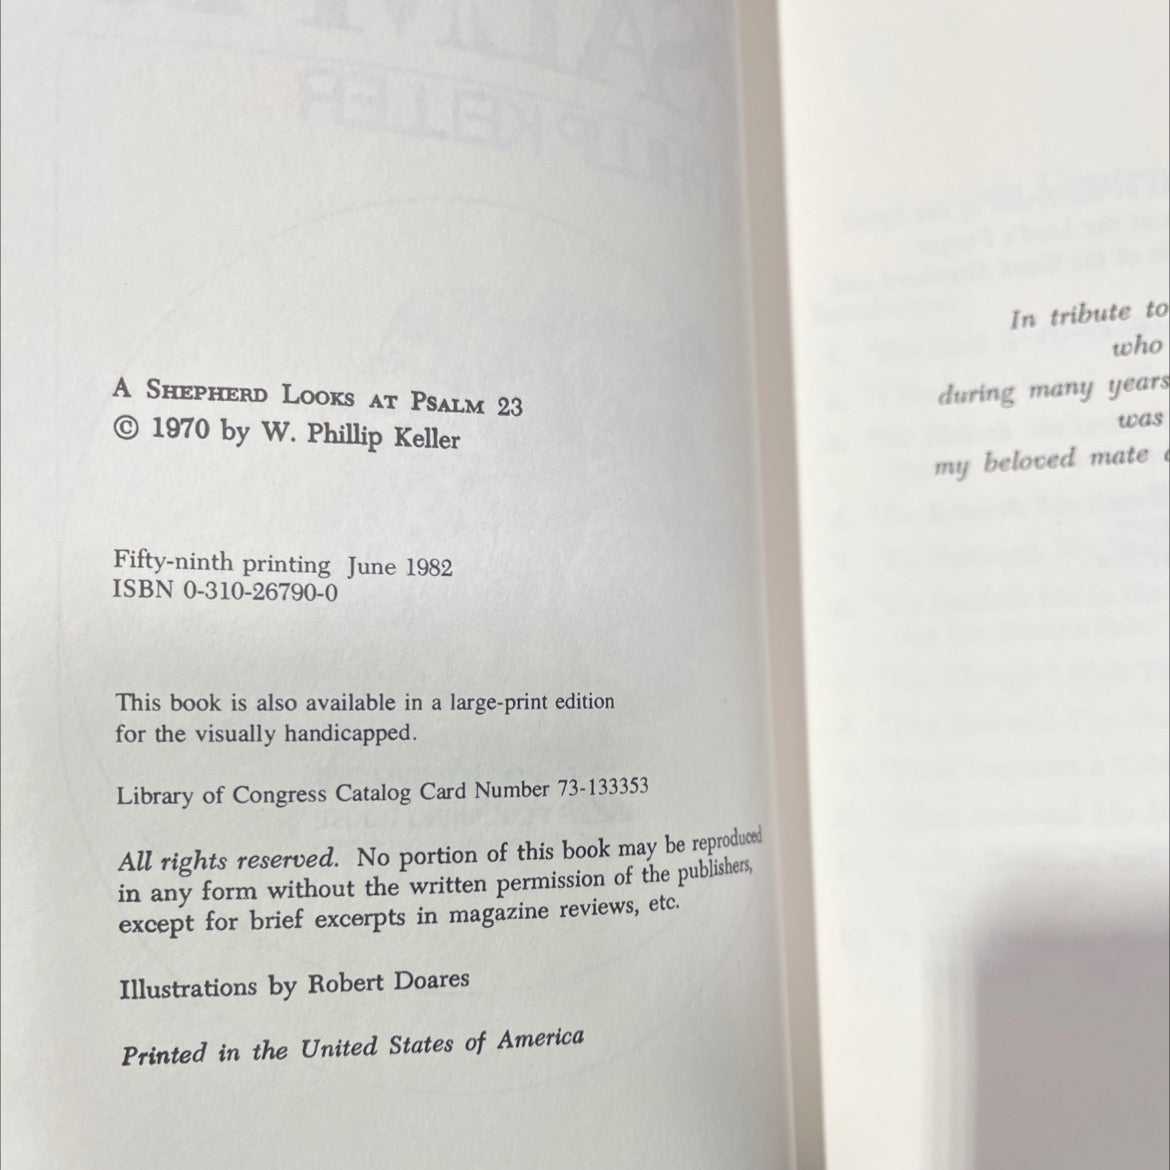 A Shepherd Looks at Psalm 23
© 1970 by W. Phillip Keller
Fifty-ninth printing June 1982
ISBN 0-310-26790-0
This book is also available in a large-print edition
for the visually handicapped.
Library of Congress Catalog Card Number 73-133353
All rights reserved. No portion of this book may be reproduced
in any form without the written permission of the publishers,
except for brief excerpts in magazine reviews, etc.
Illustrations by Robert Doares
Printed in the United States of America
In tribute to
who
during many years
was
my beloved mate